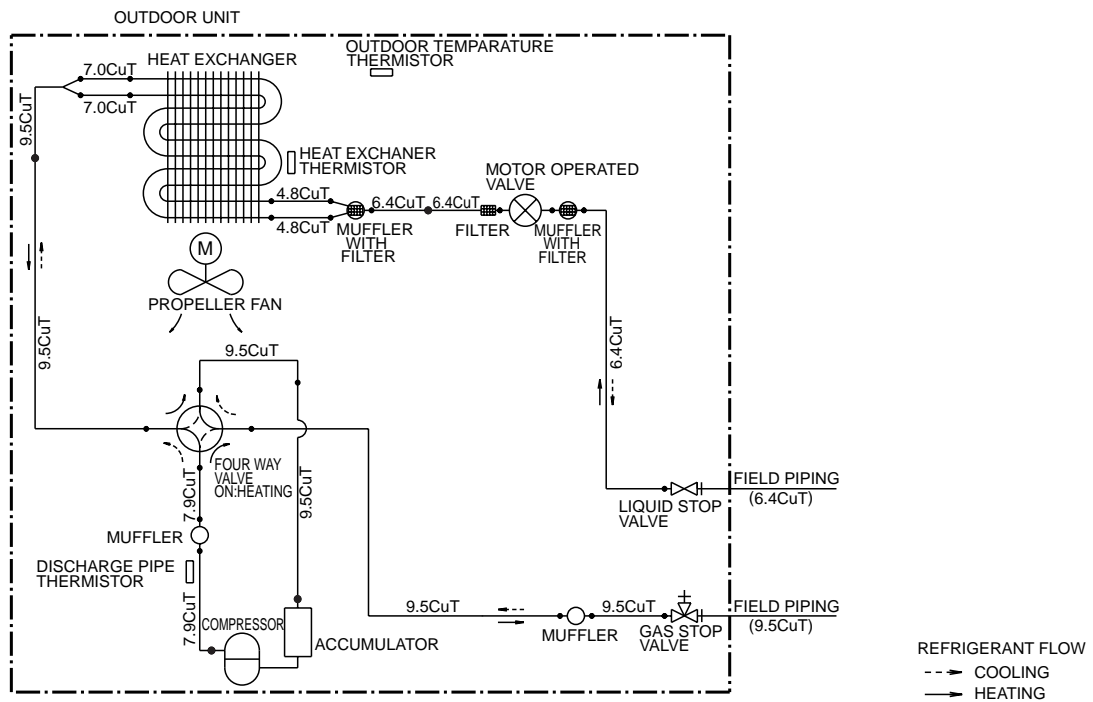 OUTDOOR UNIT
OUTDOOR TEMPARATURE
THERMISTOR
HEAT EXCHANGER
7.0CuT
7.0CuT
9.5CuT
HEAT EXCHANER
THERMISTOR
MOTOR OPERATED
VALVE
4.8CuT
4.8CuT
6.4CuT
6.4CuT
MUFFLER
WITH
FILTER
FILTER
MUFFLER
WITH
FILTER
M
PROPELLER FAN
9.5CuT
6.4CuT
9.5CuT
FOUR WAY
VALVE
ON:HEATING
7.9CuT
9.5CuT
FIELD PIPING
(6.4CuT)
LIQUID STOP
VALVE
MUFFLER
DISCHARGE PIPE
THERMISTOR
7.9CuT
COMPRESSOR
ACCUMULATOR
9.5CuT
9.5CuT
MUFFLER
GAS STOP
VALVE
FIELD PIPING
(9.5CuT)
REFRIGERANT FLOW
COOLING
HEATING